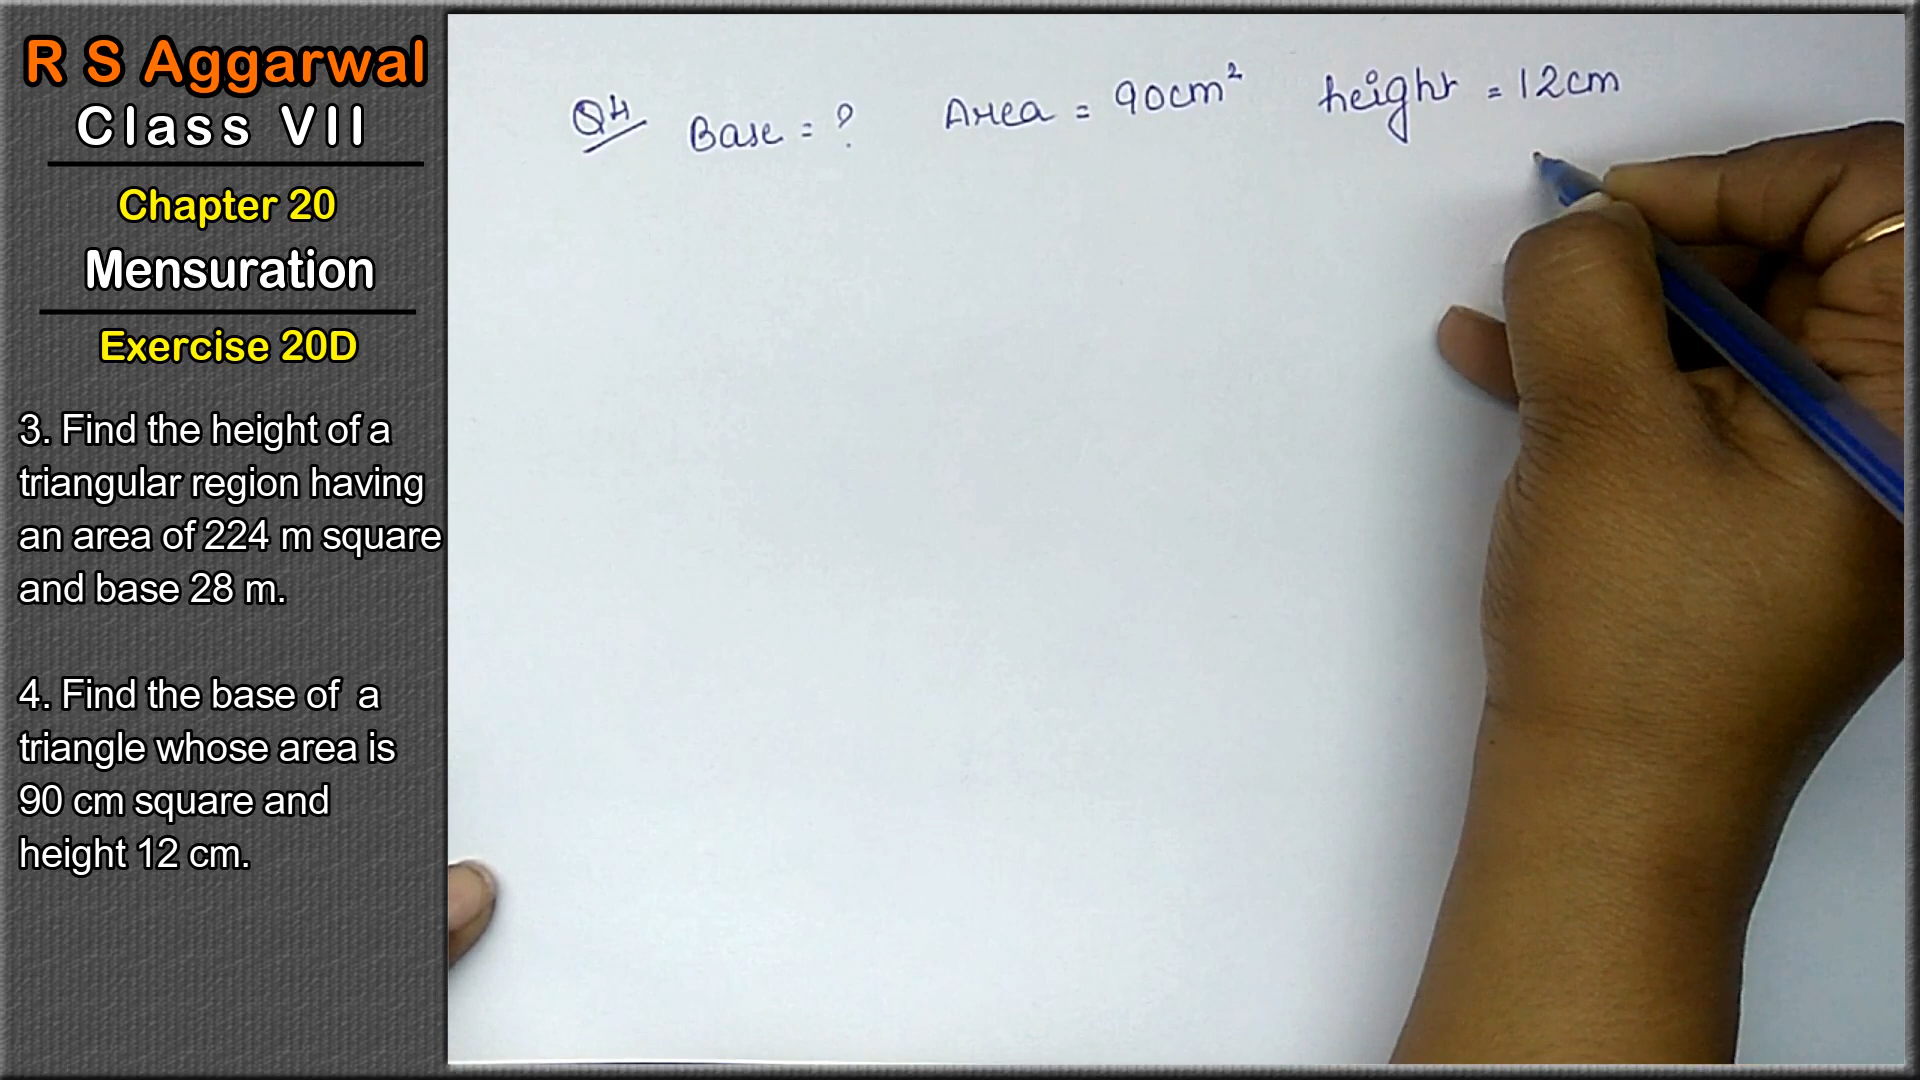 R S Aggarwal
Class VII
Chapter 20
Mensuration
Exercise 20D
3. Find the height of a
triangular region having
an area of 224 m square
and base 28 m.
4. Find the base of a
triangle whose area is
90 cm square and
height 12 cm.
Q4 Base = ? Area = 90cm² height = 12cm